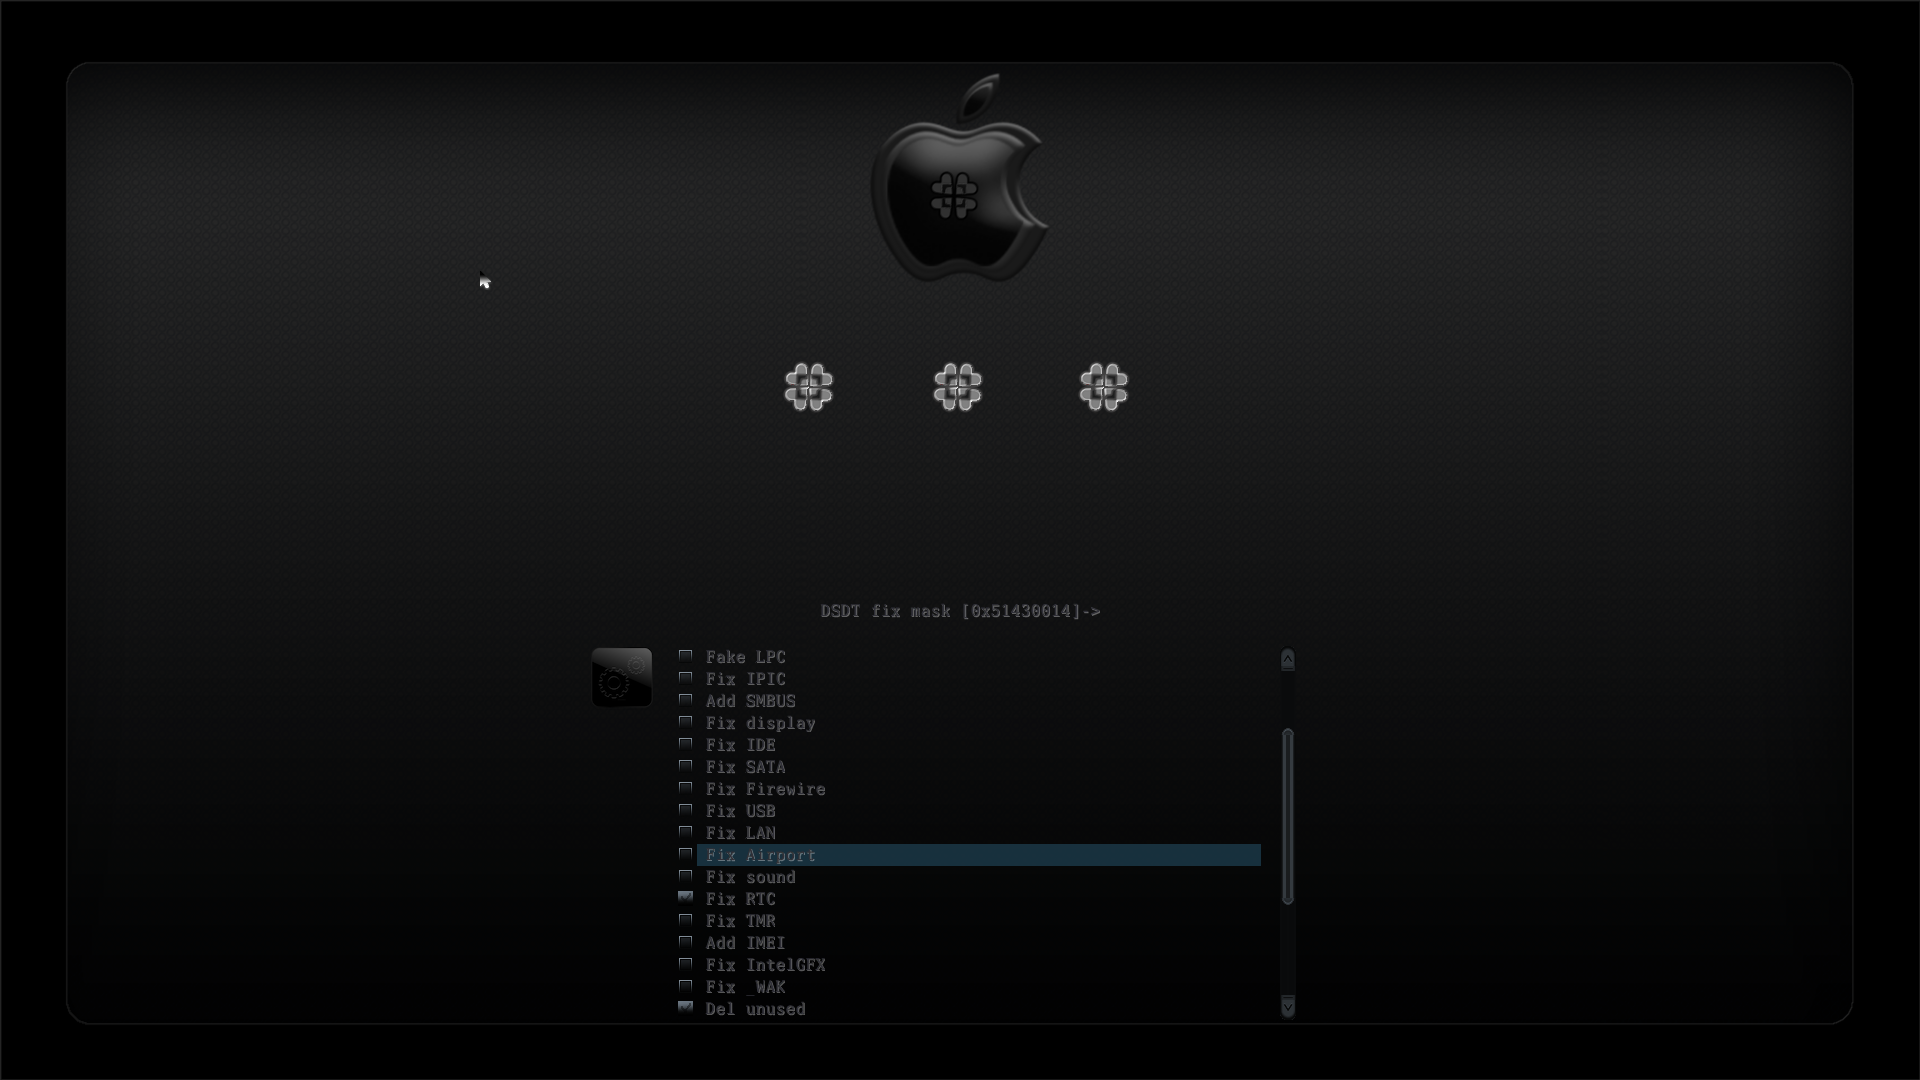 DSDT fix mask [0x51430014]->
Fake LPC
Fix IPIC
Add SMBUS
Fix display
Fix IDE
Fix SATA
Fix Firewire
Fix USB
Fix LAN
Fix Airport
Fix sound
Fix RTC
Fix TMR
Add IMEI
Fix IntelGFX
Fix _WAK
Del unused